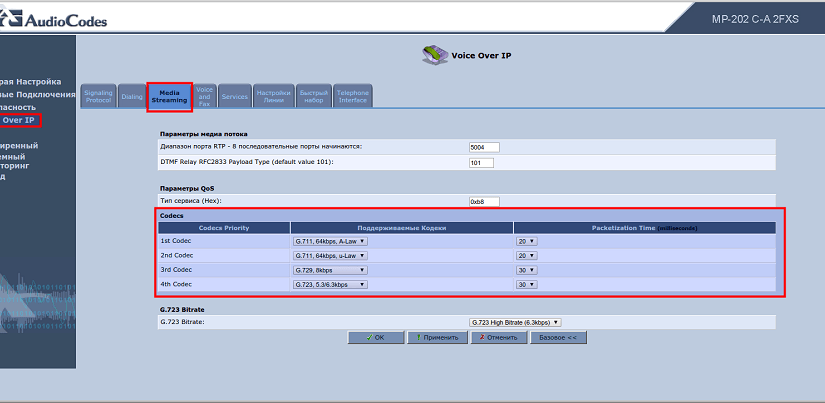 AudioCodes
MP-202 C-A 2FXS
Voice Over IP
рая Настройка
вые Подключения
пасность
Over IP
иренный
емный
торинг
д
Signaling Protocol
Dialing
Media Streaming
Voice and Fax
Services
Настройки Линии
Быстрый набор
Telephone Interface
Параметры медиа потока
Диапазон порта RTP - 8 последовательные порты начинаются: 5004
DTMF Relay RFC2833 Payload Type (default value 101): 101
Параметры QoS
Тип сервиса (Hex): 0xb8
Codecs
Codecs Priority Поддерживаемые Кодеки Packetization Time (milliseconds)
1st Codec G.711, 64kbps, A-Law 20
2nd Codec G.711, 64kbps, u-Law 20
3rd Codec G.729, 8kbps 30
4th Codec G.723, 5.3/6.3kbps 30
G.723 Bitrate
G.723 Bitrate: G.723 High Bitrate (6.3kbps)
OK Применить Отменить Базовое <<